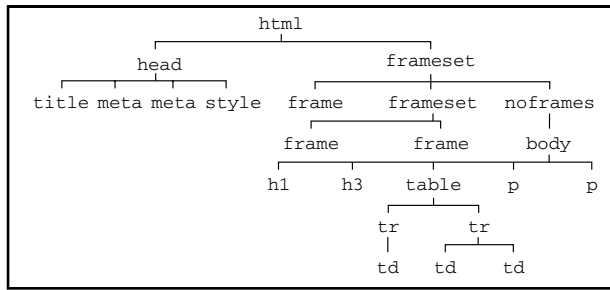 html
head frameset
title meta meta style frame frameset noframes
frame frame body
h1 h3 table p p
tr tr
td td td